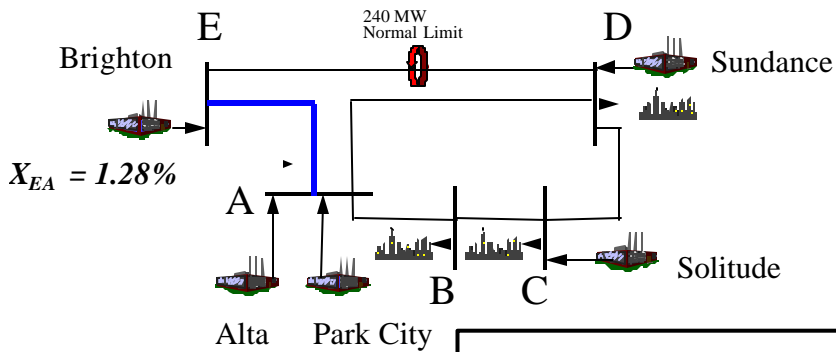 E
240 MW
Normal Limit
D
Brighton
Sundance
X_EA = 1.28%
A
B
C
Solitude
Alta
Park City